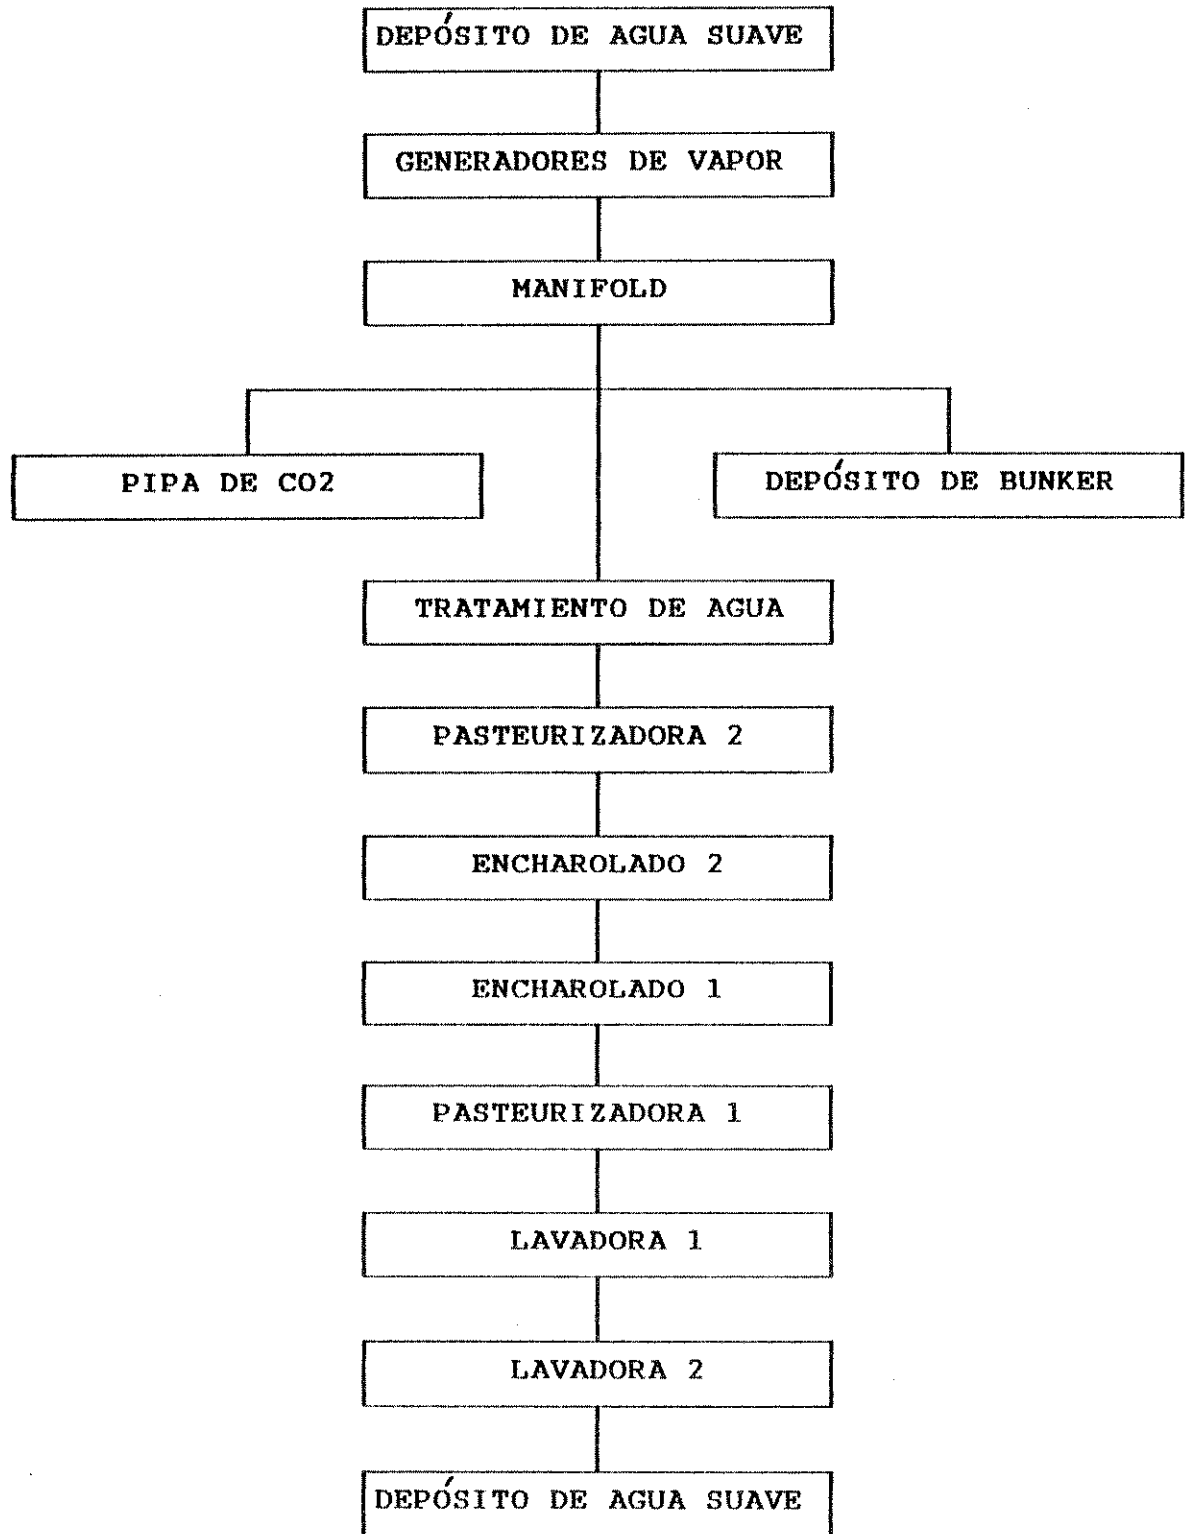 DEPÓSITO DE AGUA SUAVE
GENERADORES DE VAPOR
MANIFOLD
PIPA DE CO2
DEPÓSITO DE BUNKER
TRATAMIENTO DE AGUA
PASTEURIZADORA 2
ENCHAROLADO 2
ENCHAROLADO 1
PASTEURIZADORA 1
LAVADORA 1
LAVADORA 2
DEPÓSITO DE AGUA SUAVE